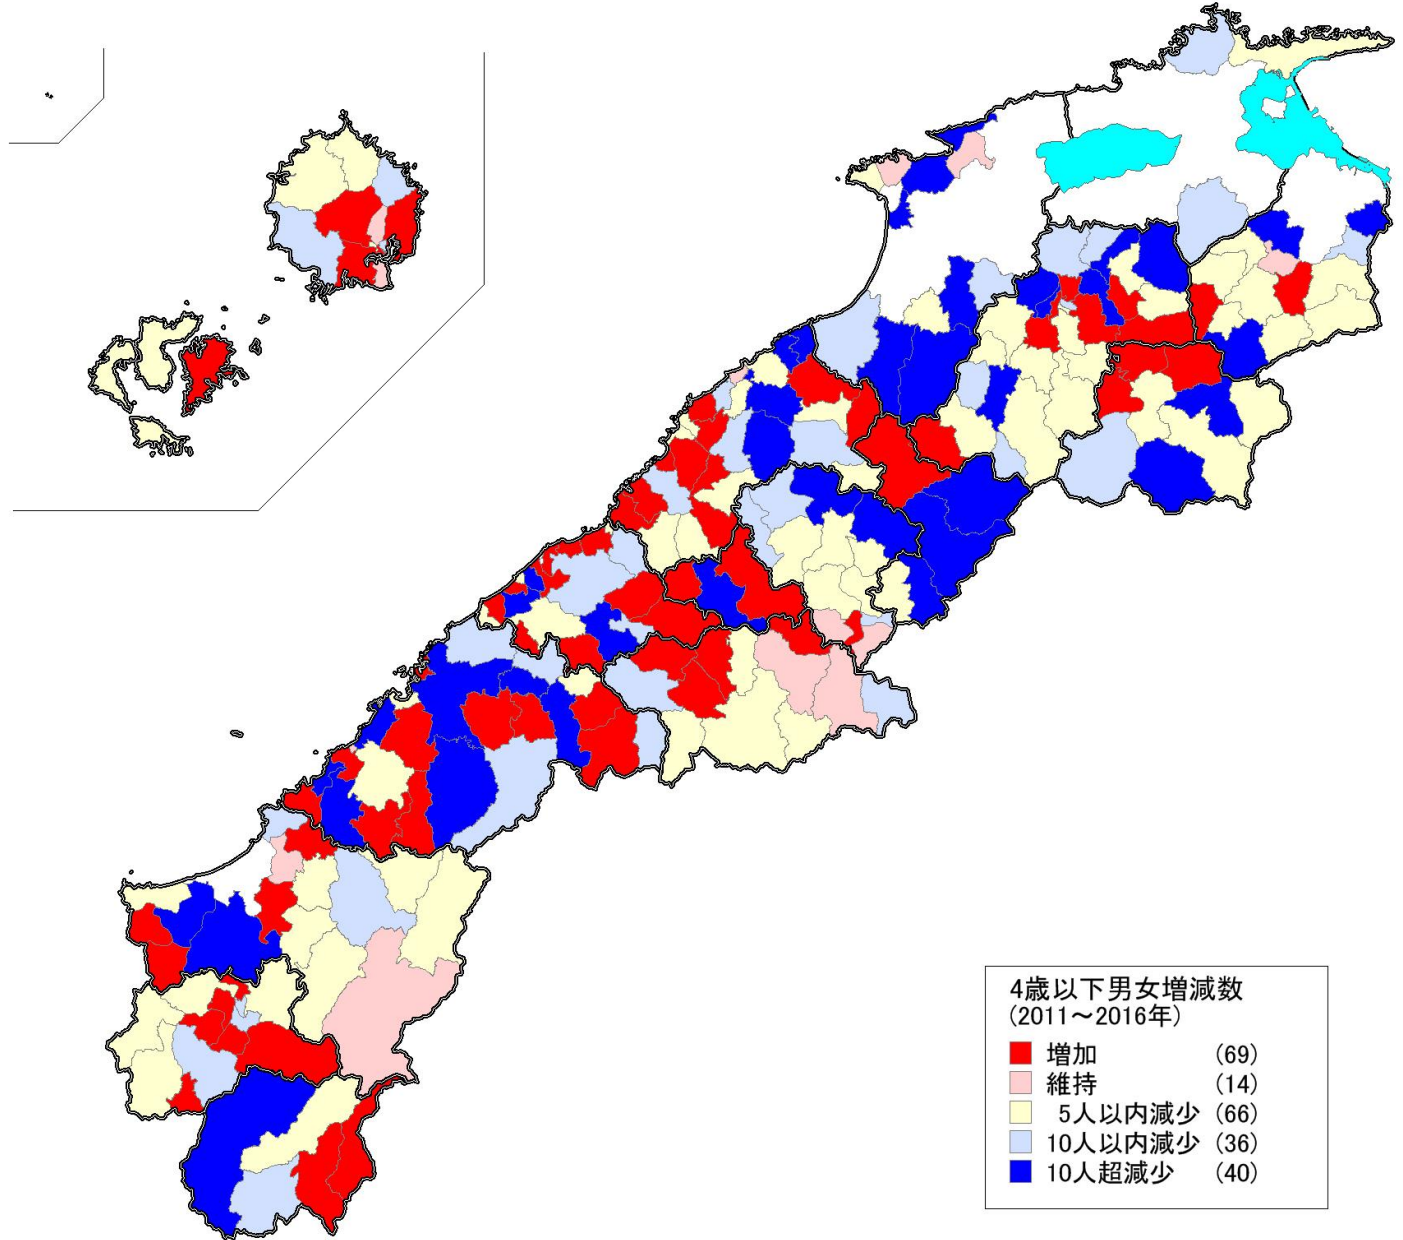 4歳以下男女増減数
(2011～2016年)
増加 (69)
維持 (14)
5人以内減少 (66)
10人以内減少 (36)
10人超減少 (40)